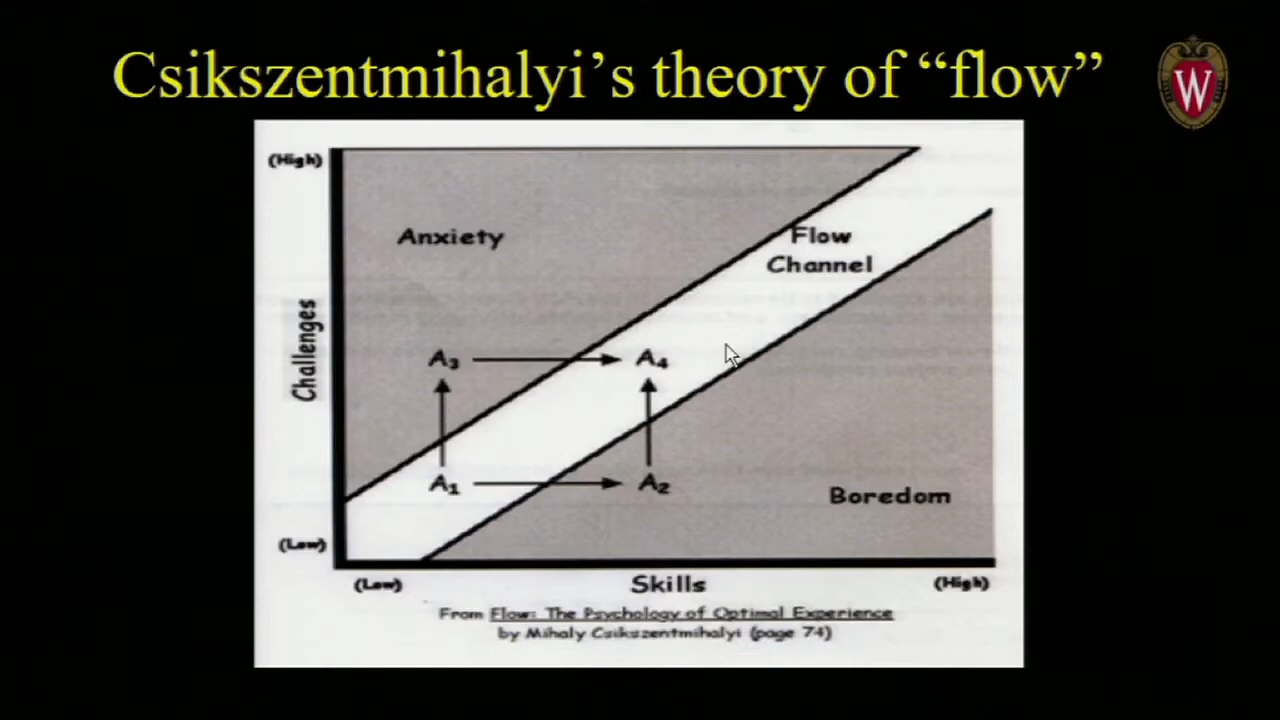 Csikszentmihalyi’s theory of “flow”
W
(High)
Anxiety
Flow
Channel
Challenges
A₃
A₄
A₁
A₂
Boredom
(Low)
(Low)
Skills
(High)
From Flow: The Psychology of Optimal Experience
by Mihaly Csikszentmihalyi (page 74)